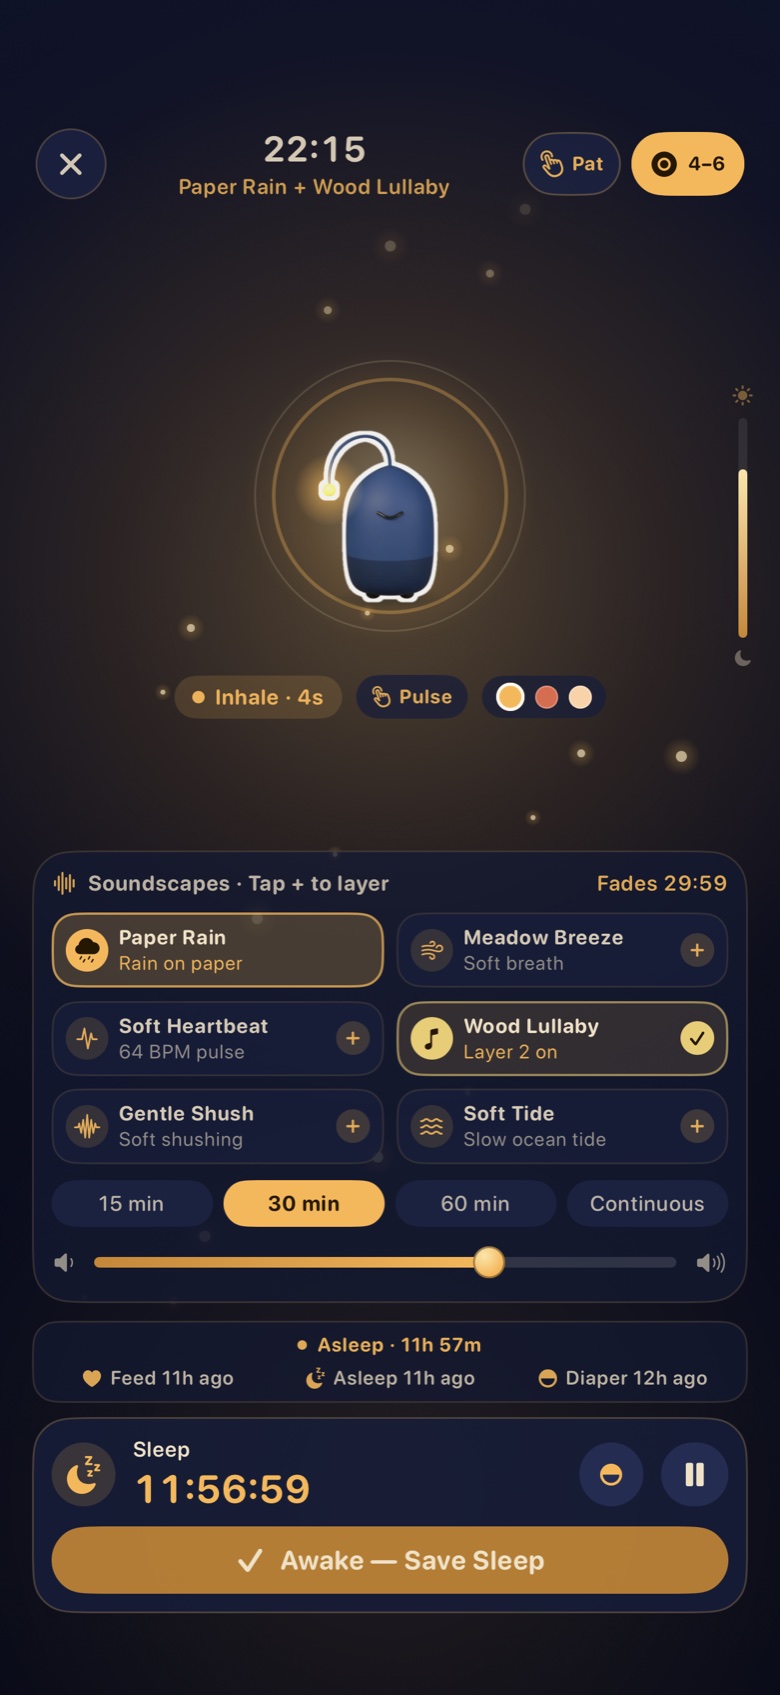 22:15
Paper Rain + Wood Lullaby
Pat
4–6
Inhale · 4s
Pulse
Soundscapes · Tap + to layer
Fades 29:59
Paper Rain
Rain on paper
Meadow Breeze
Soft breath
Soft Heartbeat
64 BPM pulse
Wood Lullaby
Layer 2 on
Gentle Shush
Soft shushing
Soft Tide
Slow ocean tide
15 min
30 min
60 min
Continuous
Asleep · 11h 57m
Feed 11h ago
Asleep 11h ago
Diaper 12h ago
Sleep
11:56:59
Awake — Save Sleep